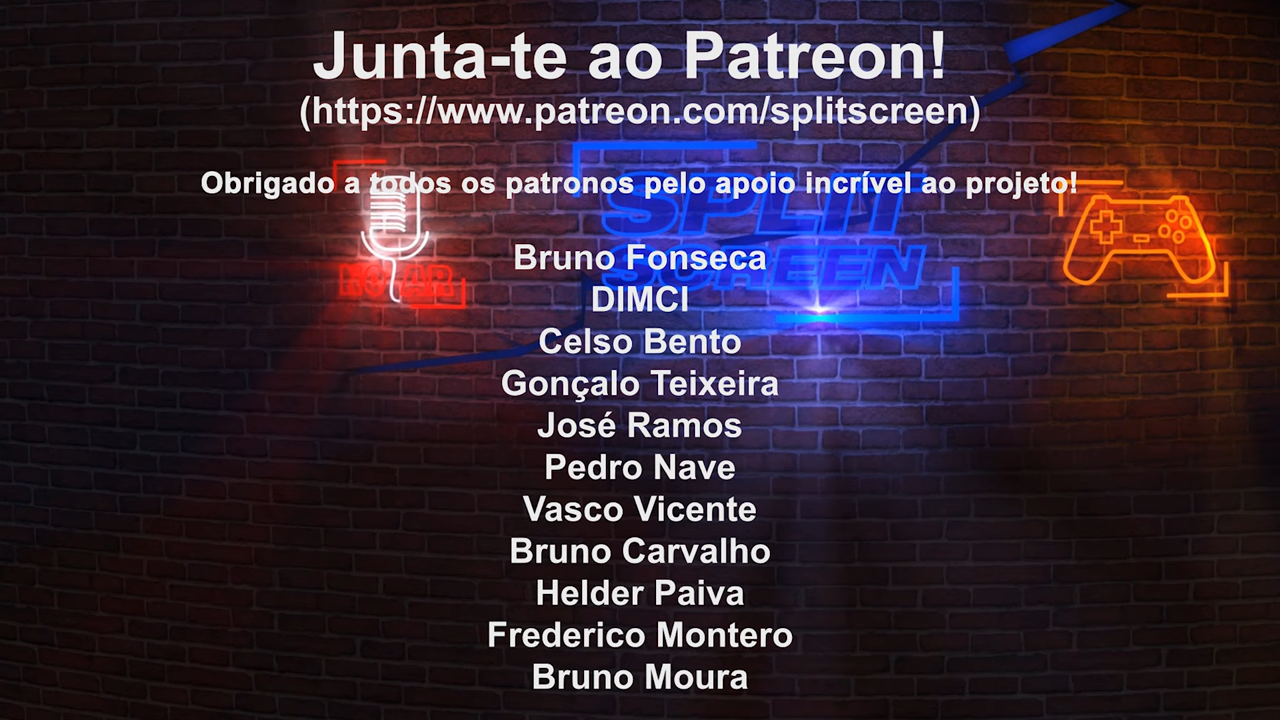 Junta-te ao Patreon!
(https://www.patreon.com/splitscreen)
Obrigado a todos os patronos pelo apoio incrível ao projeto!
SPLIT
SCREEN
Bruno Fonseca
DIMCI
Celso Bento
Gonçalo Teixeira
José Ramos
Pedro Nave
Vasco Vicente
Bruno Carvalho
Helder Paiva
Frederico Montero
Bruno Moura